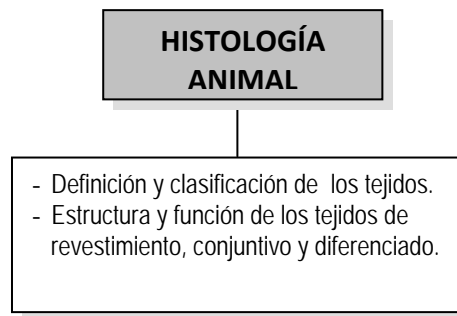 HISTOLOGÍA
ANIMAL
- Definición y clasificación de los tejidos.
- Estructura y función de los tejidos de
revestimiento, conjuntivo y diferenciado.